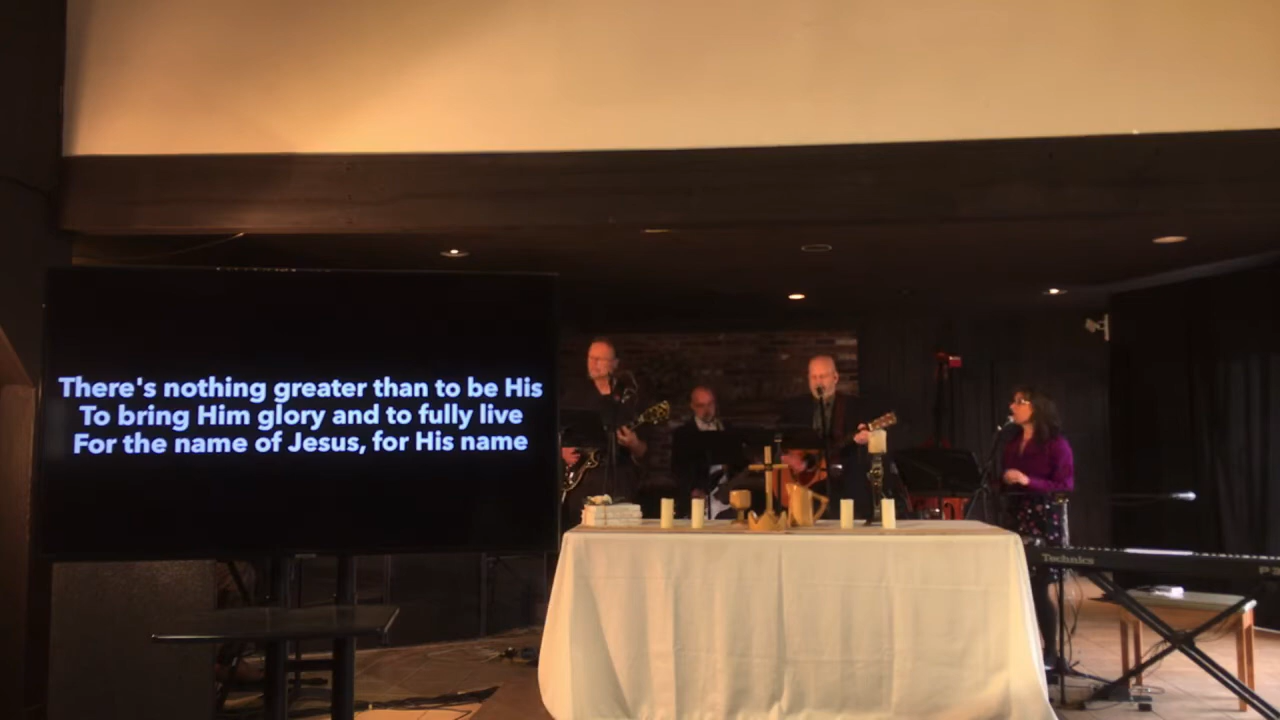 There's nothing greater than to be His
To bring Him glory and to fully live
For the name of Jesus, for His name
Technics